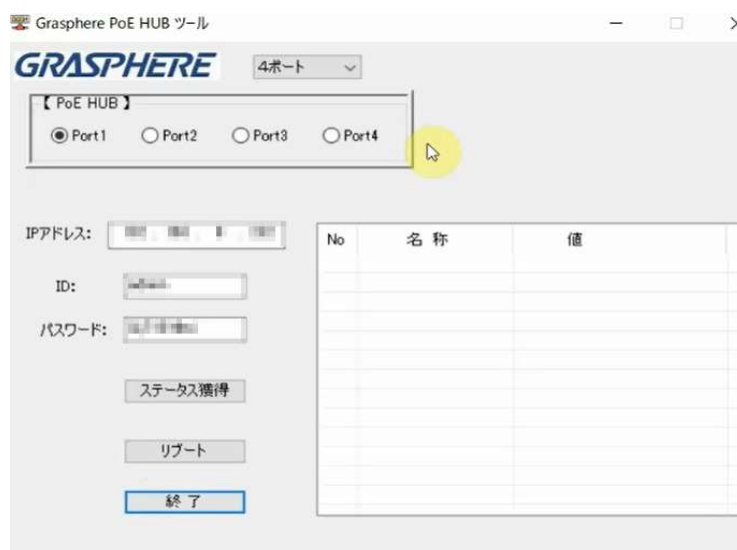 Grasphere PoE HUB ツール
GRASPHERE
4ポート
【 PoE HUB 】
Port1 Port2 Port3 Port4
IPアドレス:
No 名 称 値
ID:
パスワード:
ステータス獲得
リブート
終 了